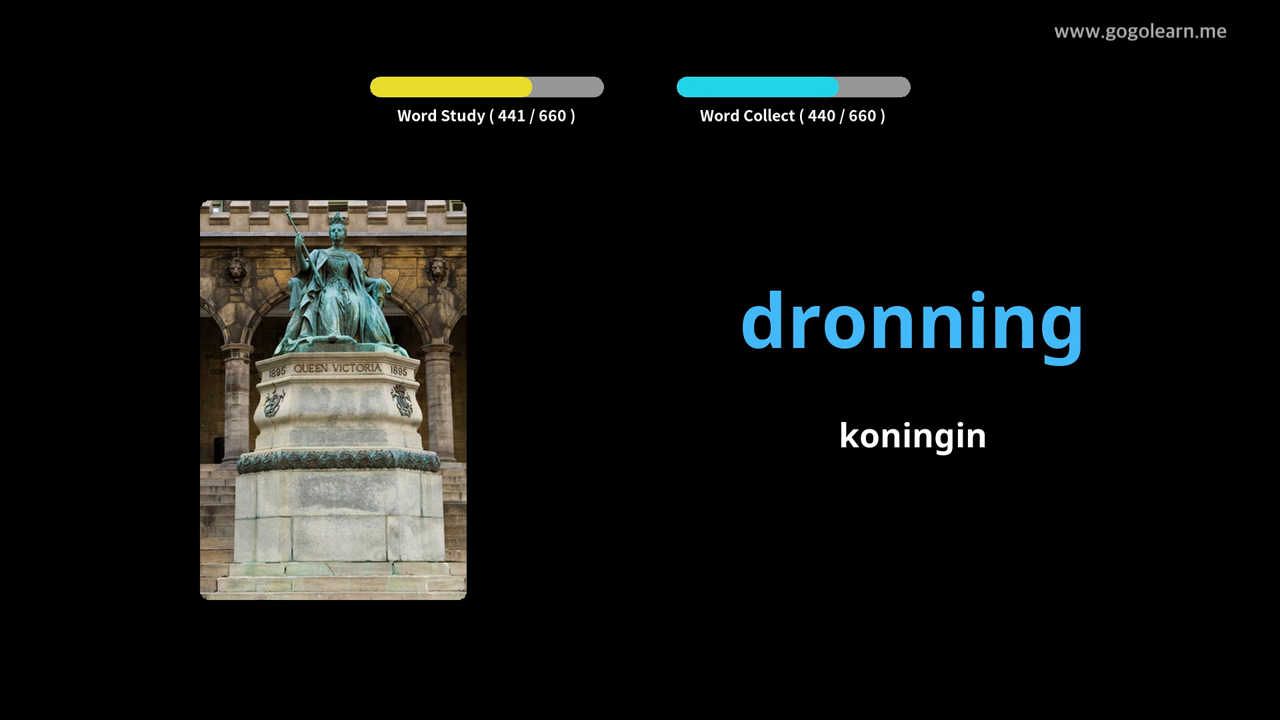 www.gogolearn.me
Word Study ( 441 / 660 )
Word Collect ( 440 / 660 )
1895 QUEEN VICTORIA 1895
dronning
koningin